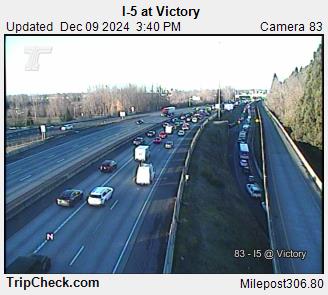 I-5 at Victory
Updated Dec 09 2024 3:40 PM Camera 83
T
N
83 - I5 @ Victory
TripCheck.com Milepost306.80